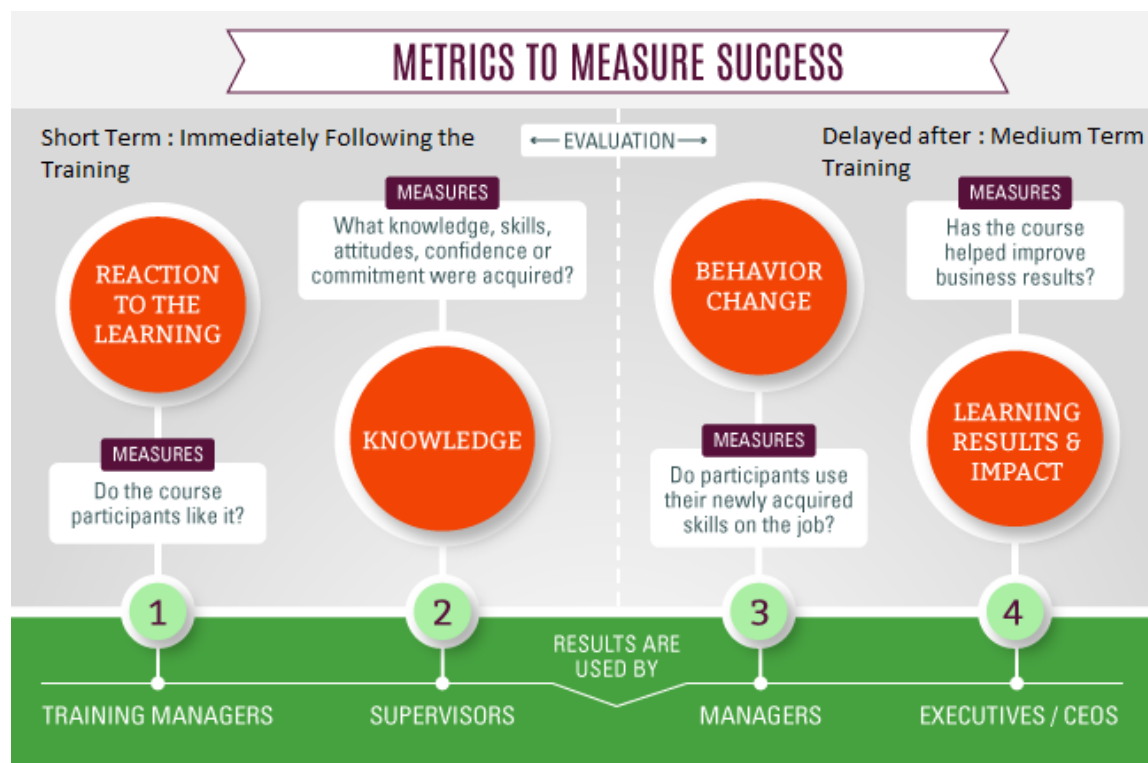 METRICS TO MEASURE SUCCESS
Short Term : Immediately Following the
Training
←— EVALUATION —→
Delayed after : Medium Term
Training
REACTION
TO THE
LEARNING
MEASURES
Do the course
participants like it?
1
TRAINING MANAGERS
MEASURES
What knowledge, skills,
attitudes, confidence or
commitment were acquired?
KNOWLEDGE
2
SUPERVISORS
RESULTS ARE
USED BY
BEHAVIOR
CHANGE
MEASURES
Do participants use
their newly acquired
skills on the job?
3
MANAGERS
MEASURES
Has the course
helped improve
business results?
LEARNING
RESULTS &
IMPACT
4
EXECUTIVES / CEOS